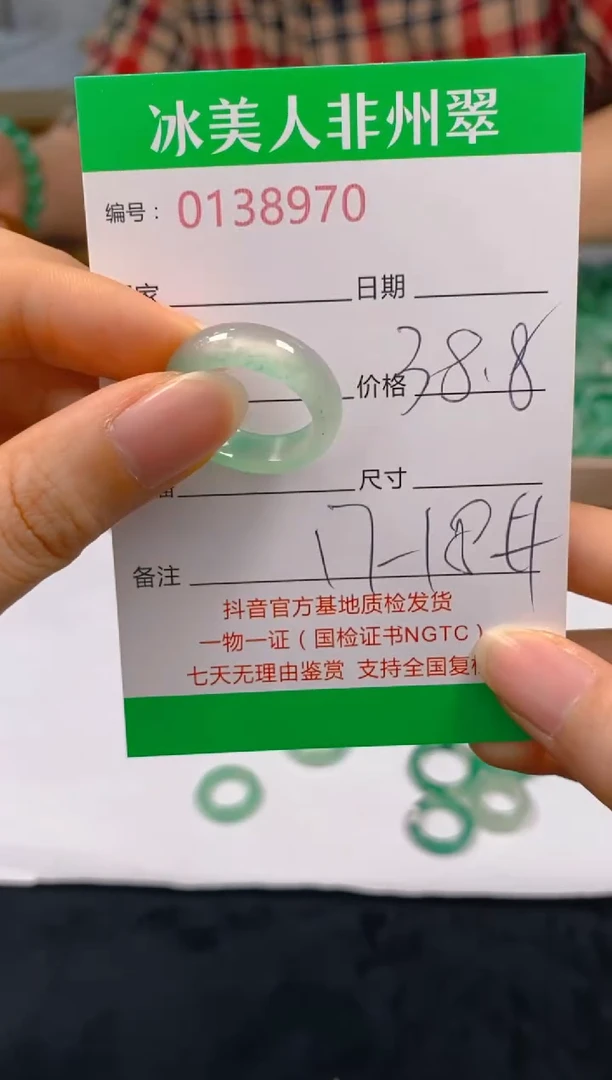 冰美人非州翠
编号：0138970
家 日期
价格 38.8
尺寸
备注 17-18#
抖音官方基地质检发货
一物一证（国检证书NGTC）
七天无理由鉴赏 支持全国复检